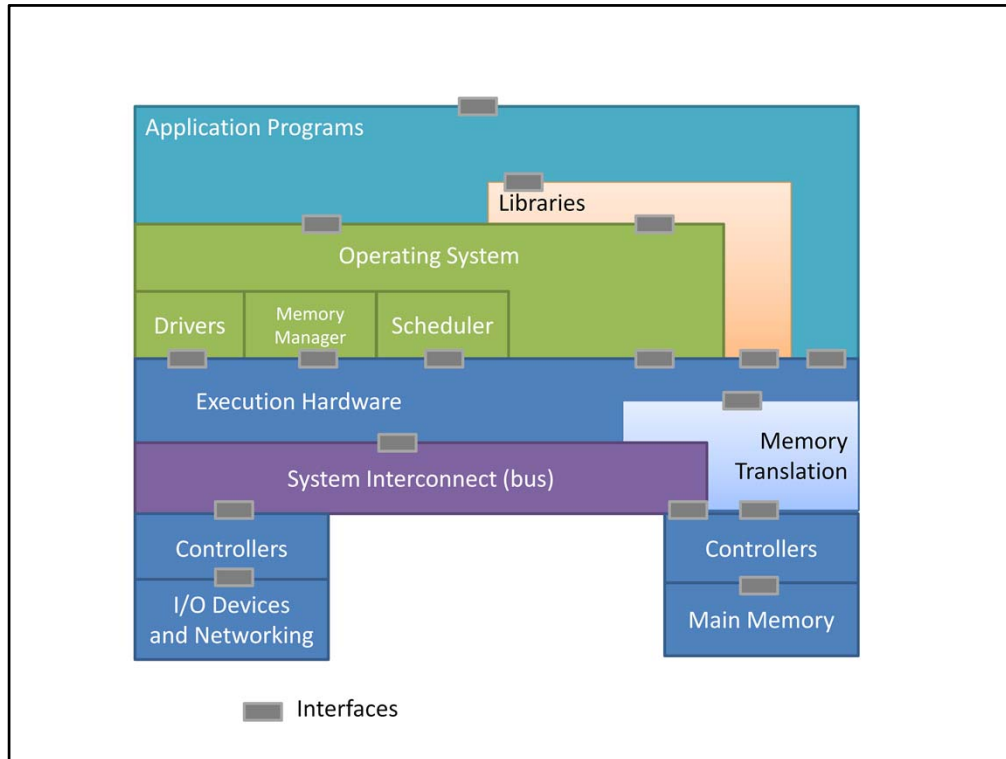 Application Programs
Libraries
Operating System
Drivers
Memory
Manager
Scheduler
Execution Hardware
Memory
Translation
System Interconnect (bus)
Controllers
Controllers
I/O Devices
and Networking
Main Memory
Interfaces